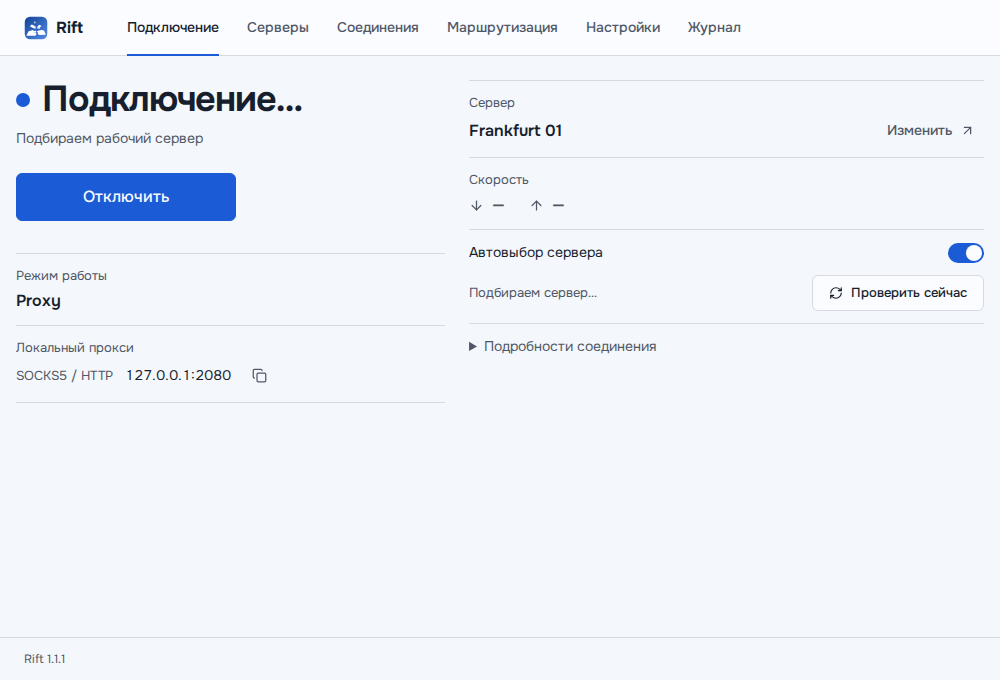 Rift
Подключение
Серверы
Соединения
Маршрутизация
Настройки
Журнал
Подключение...
Подбираем рабочий сервер
Отключить
Режим работы
Proxy
Локальный прокси
SOCKS5 / HTTP 127.0.0.1:2080
Сервер
Frankfurt 01
Изменить
Скорость
↓ — ↑ —
Автовыбор сервера
Подбираем сервер...
Проверить сейчас
Подробности соединения
Rift 1.1.1